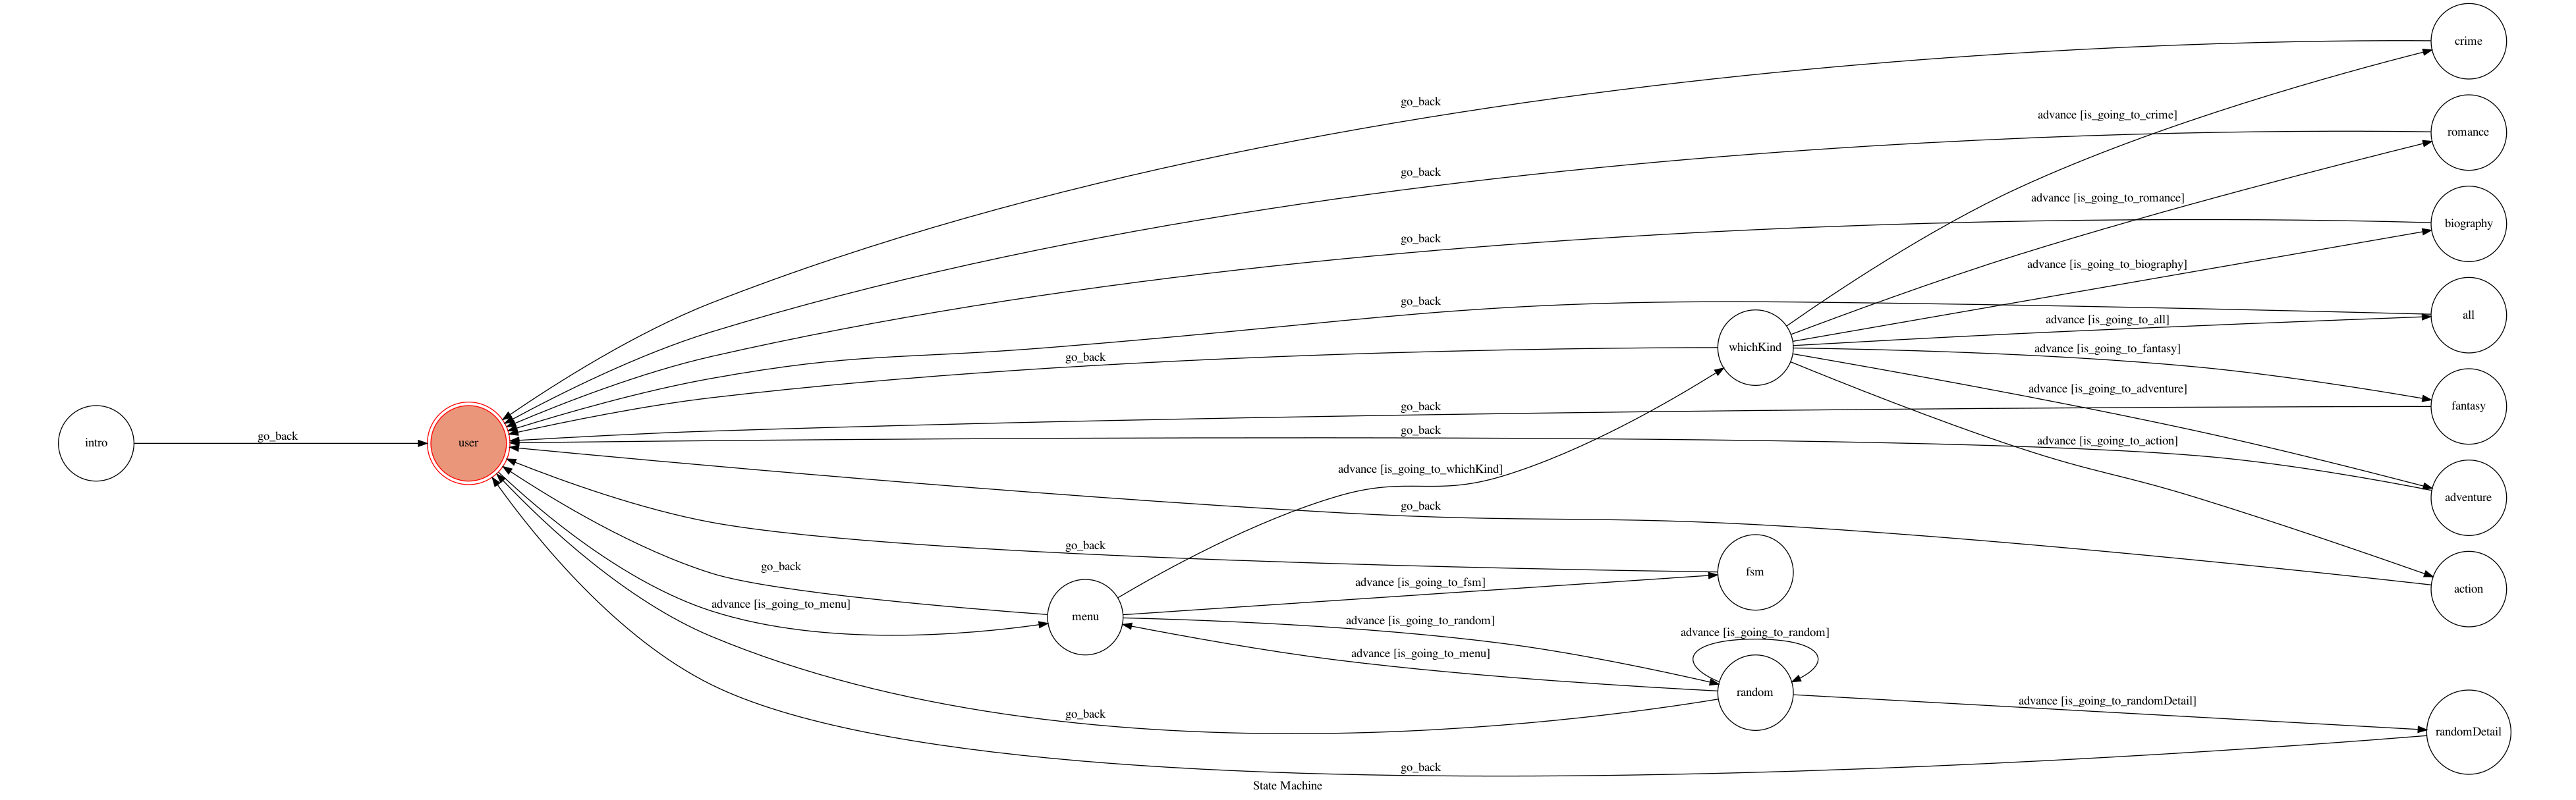 crime
go_back
advance [is_going_to_crime]
romance
go_back
advance [is_going_to_romance]
biography
go_back
advance [is_going_to_biography]
go_back
all
advance [is_going_to_all]
whichKind
advance [is_going_to_fantasy]
go_back
advance [is_going_to_adventure]
go_back
fantasy
go_back
intro
go_back
user
advance [is_going_to_action]
advance [is_going_to_whichKind]
adventure
go_back
go_back
go_back
fsm
advance [is_going_to_fsm]
action
advance [is_going_to_menu]
menu
advance [is_going_to_random]
advance [is_going_to_random]
advance [is_going_to_menu]
random
advance [is_going_to_randomDetail]
go_back
randomDetail
go_back
State Machine